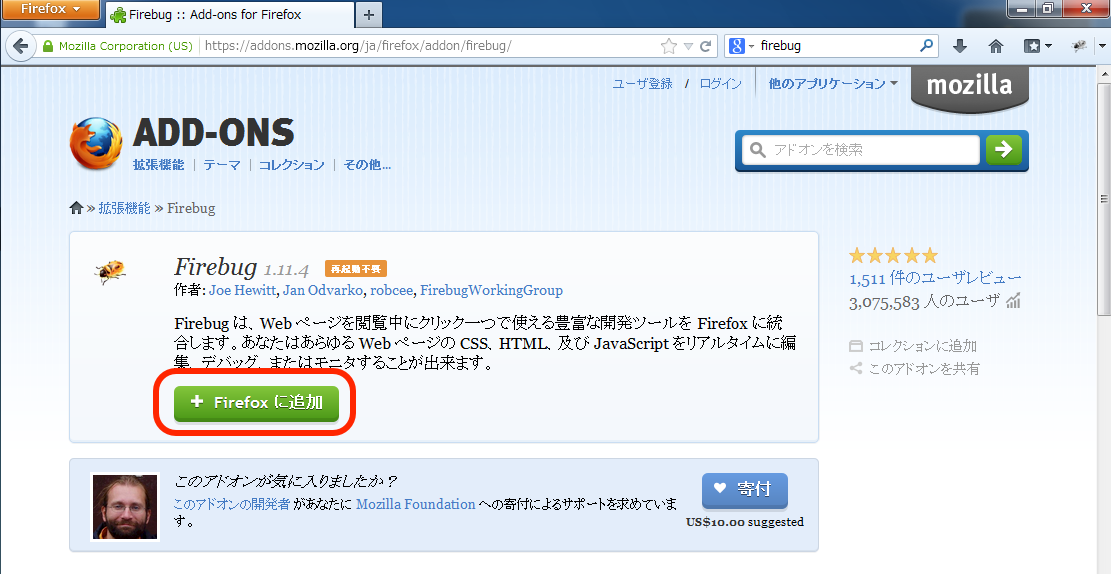 Firefox
Firebug :: Add-ons for Firefox
Mozilla Corporation (US)
https://addons.mozilla.org/ja/firefox/addon/firebug/
firebug
ユーザ登録 / ログイン
他のアプリケーション
mozilla
ADD-ONS
拡張機能 | テーマ | コレクション | その他...
アドオンを検索
» 拡張機能 » Firebug
Firebug 1.11.4 再起動不要
作者: Joe Hewitt, Jan Odvarko, robcee, FirebugWorkingGroup
Firebug は、Web ページを閲覧中にクリック一つで使える豊富な開発ツールを Firefox に統
合します。あなたはあらゆる Web ページの CSS、HTML、及び JavaScript をリアルタイムに編
集、デバッグ、またはモニタすることが出来ます。
+ Firefox に追加
1,511 件のユーザレビュー
3,075,583 人のユーザ
コレクションに追加
このアドオンを共有
このアドオンが気に入りましたか？
このアドオンの開発者 があなたに Mozilla Foundation への寄付によるサポートを求めていま
す。
寄付
US$10.00 suggested